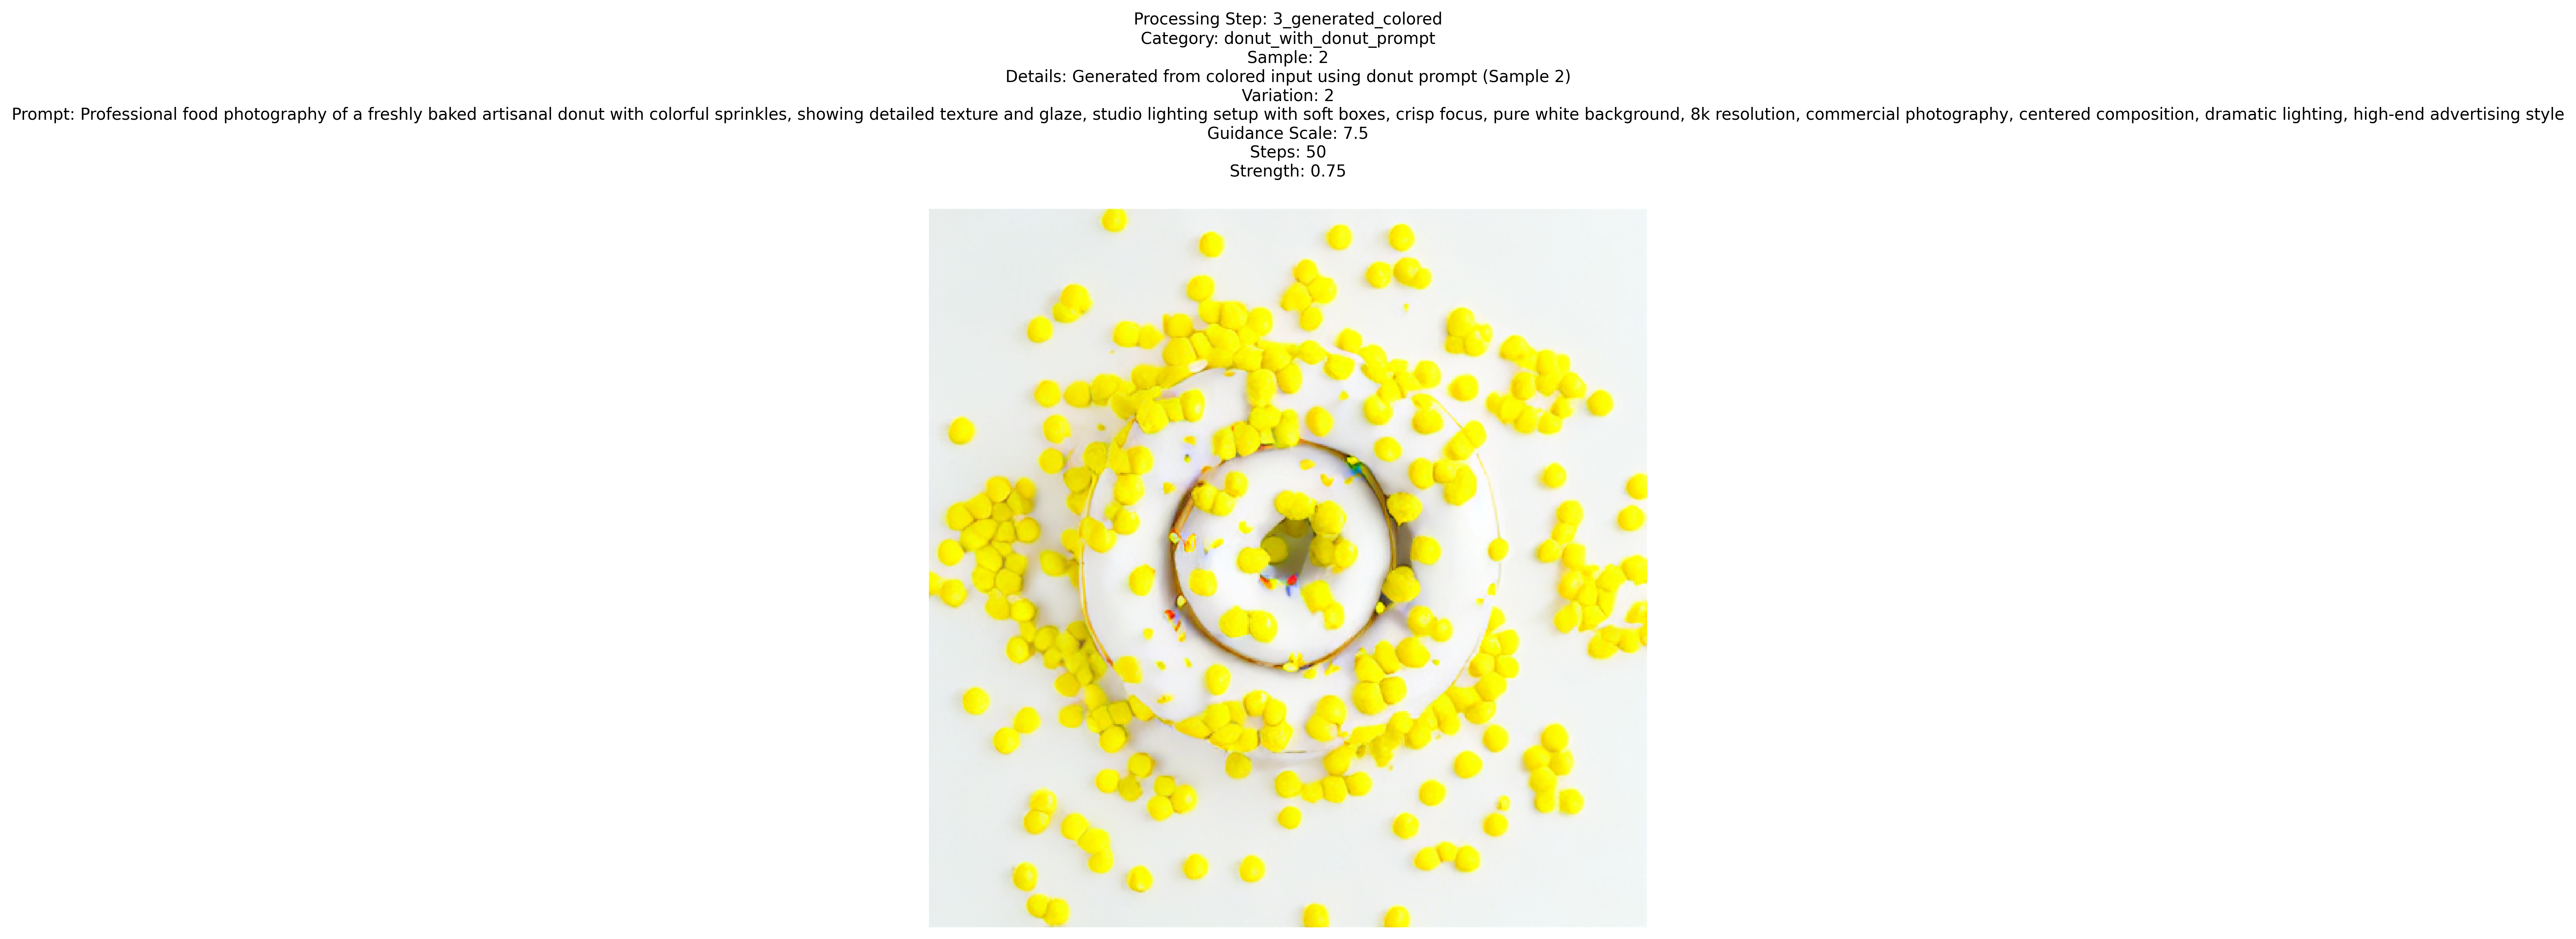 Processing Step: 3_generated_colored
Category: donut_with_donut_prompt
Sample: 2
Details: Generated from colored input using donut prompt (Sample 2)
Variation: 2
Prompt: Professional food photography of a freshly baked artisanal donut with colorful sprinkles, showing detailed texture and glaze, studio lighting setup with soft boxes, crisp focus, pure white background, 8k resolution, commercial photography, centered composition, dramatic lighting, high-end advertising style
Guidance Scale: 7.5
Steps: 50
Strength: 0.75